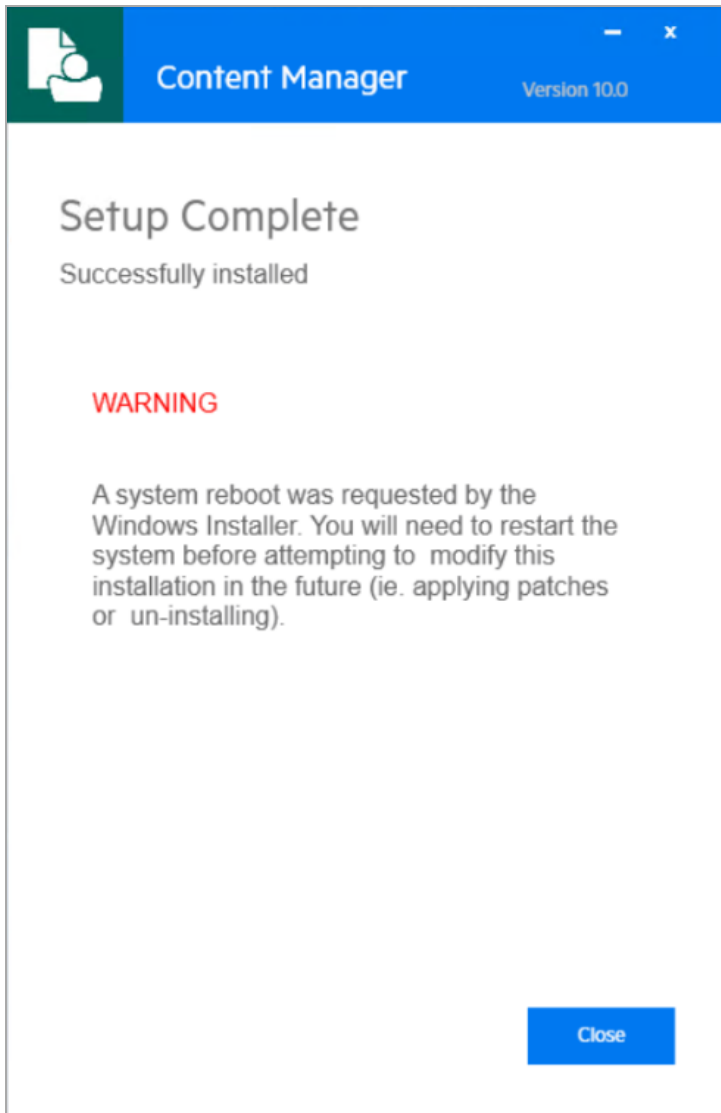 Content Manager
Version 10.0
Setup Complete
Successfully installed
WARNING
A system reboot was requested by the
Windows Installer. You will need to restart the
system before attempting to  modify this
installation in the future (ie. applying patches
or  un-installing).
Close